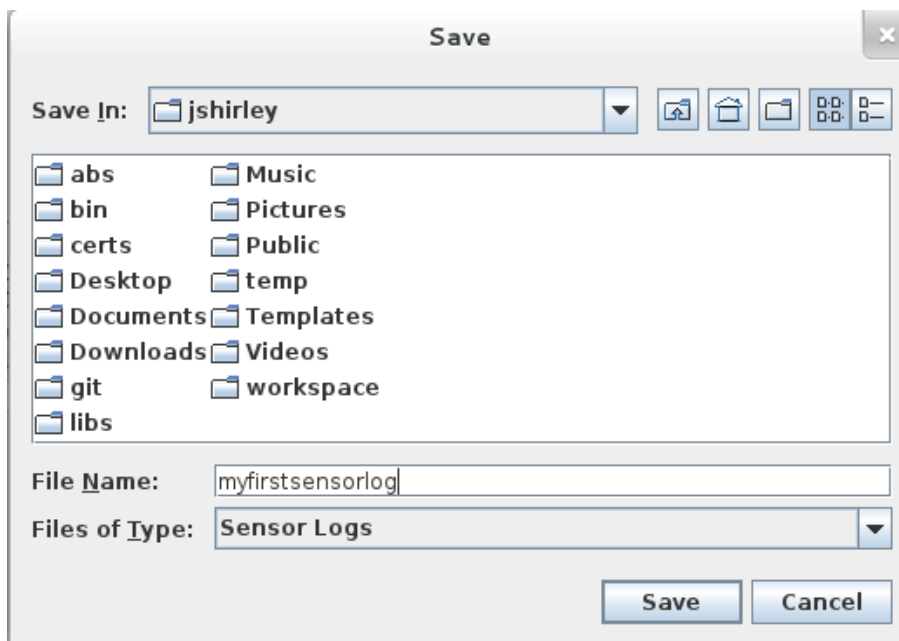 Save
Save In: jshirley
abs
bin
certs
Desktop
Documents
Downloads
git
libs
Music
Pictures
Public
temp
Templates
Videos
workspace
File Name: myfirstsensorlog
Files of Type: Sensor Logs
Save Cancel